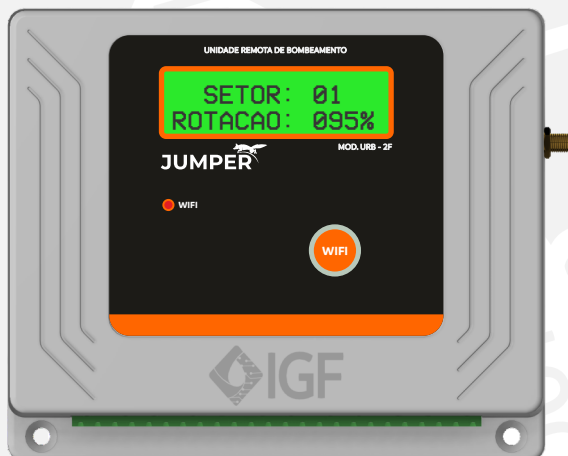 UNIDADE REMOTA DE BOMBEAMENTO
SETOR: 01
ROTACAO: 095%
JUMPER
MOD. URB - 2F
WIFI
WIFI
IGF